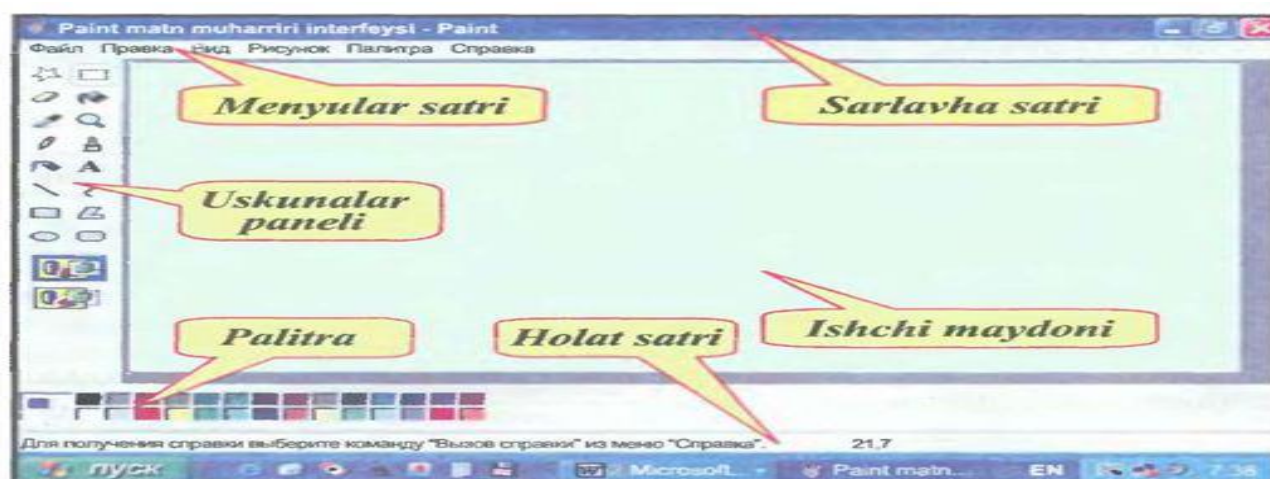 Paint matn muharriri interfeysi - Paint
Файл Правка Вид Рисунок Палитра Справка
Menyular satri
Sarlavha satri
A
Uskunalar
paneli
Palitra
Holat satri
Ishchi maydoni
Для получения справки выберите команду "Вызов справки" из меню "Справка".
21,7
пуск
Microsoft...
Paint matn...
EN
7:38